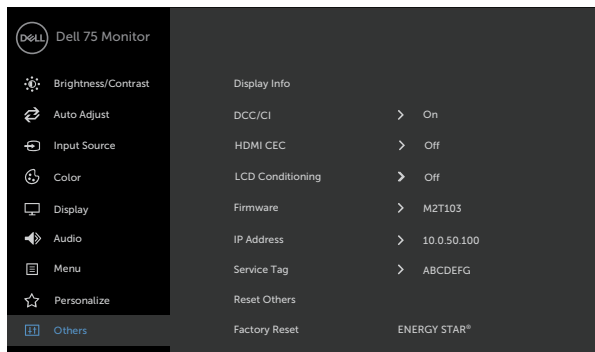 DELL Dell 75 Monitor
Brightness/Contrast
Auto Adjust
Input Source
Color
Display
Audio
Menu
Personalize
Others
Display Info
DCC/CI > On
HDMI CEC > Off
LCD Conditioning > Off
Firmware > M2T103
IP Address > 10.0.50.100
Service Tag > ABCDEFG
Reset Others
Factory Reset ENERGY STAR®